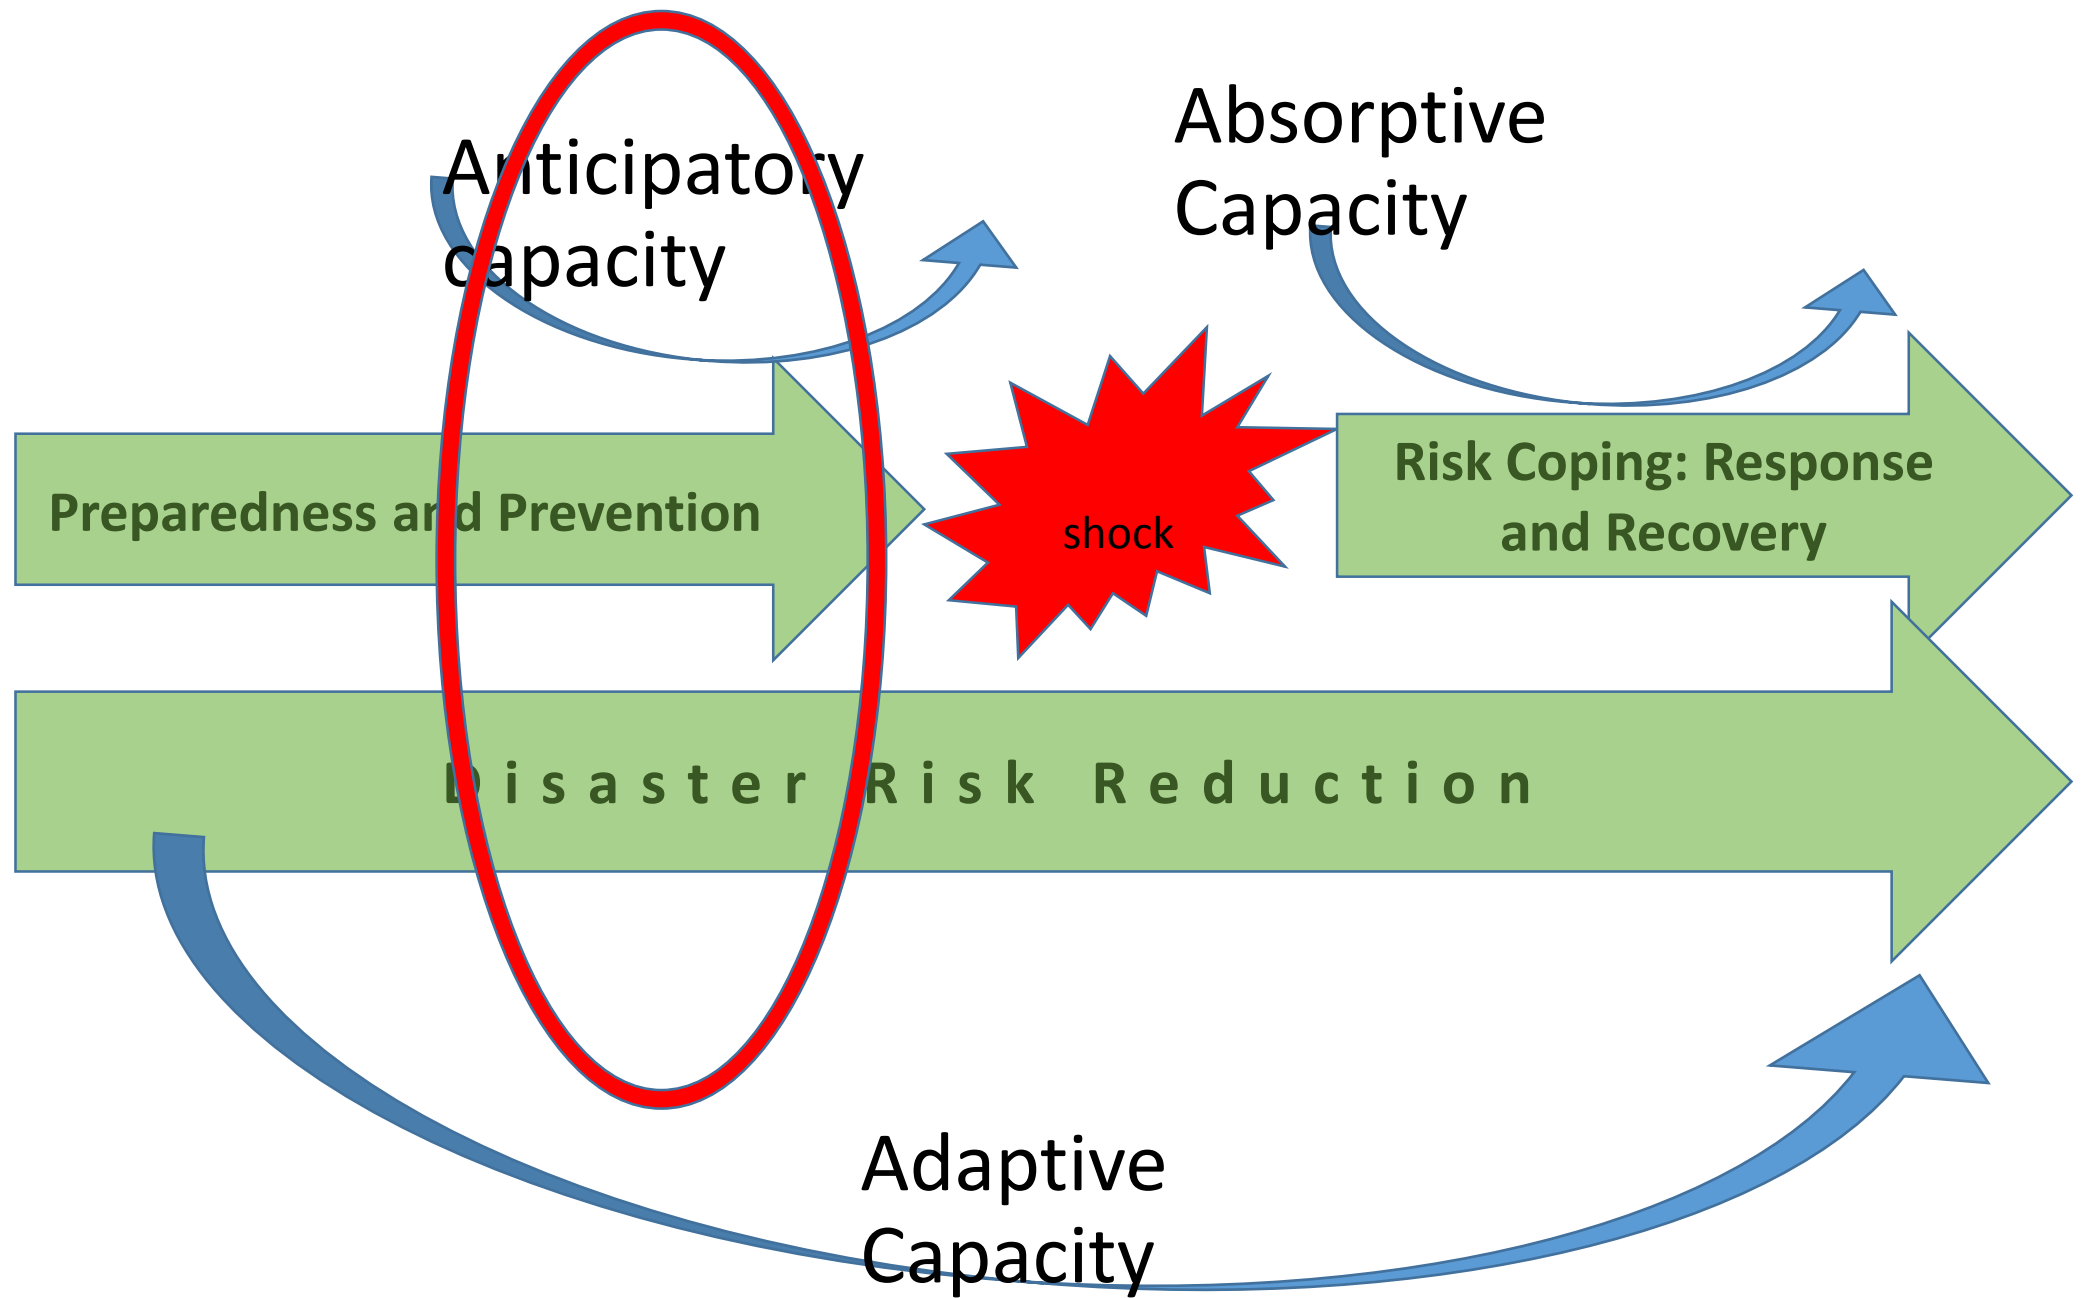 Anticipatory
capacity
Absorptive
Capacity
Preparedness and Prevention
shock
Risk Coping: Response
and Recovery
Disaster Risk Reduction
Adaptive
Capacity